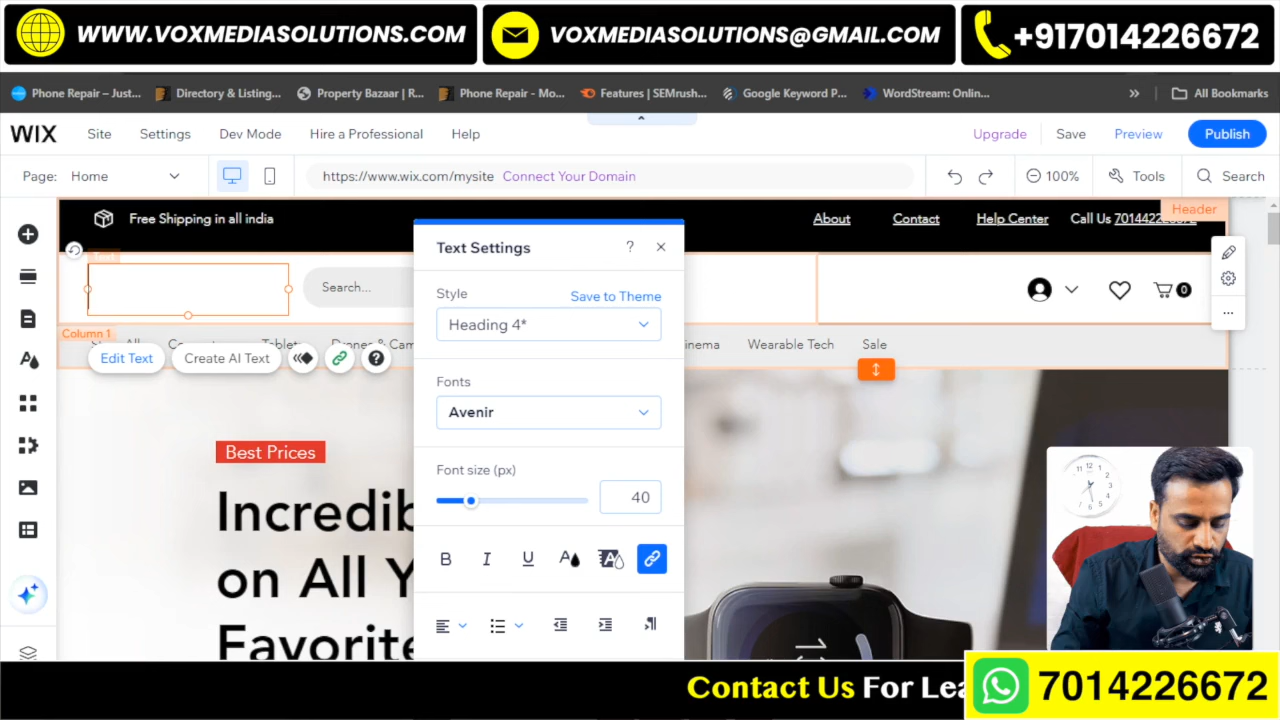 WWW.VOXMEDIASOLUTIONS.COM
VOXMEDIASOLUTIONS@GMAIL.COM
+917014226672
Phone Repair – Just...
Directory & Listing...
Property Bazaar | R...
Phone Repair - Mo...
Features | SEMrush...
Google Keyword P...
WordStream: Onlin...
»
All Bookmarks
WIX
Site
Settings
Dev Mode
Hire a Professional
Help
Upgrade
Save
Preview
Publish
Page: Home
https://www.wix.com/mysite Connect Your Domain
100%
Tools
Search
Free Shipping in all india
About
Contact
Help Center
Call Us
Header
Text
Search...
0
Column 1
All
Wearable Tech
Sale
Edit Text
Create AI Text
Text Settings
?
Style
Save to Theme
Heading 4*
Fonts
Avenir
Font size (px)
40
B
I
U
Best Prices
Incredib
on All Y
Favorite
Contact Us For Lea
7014226672